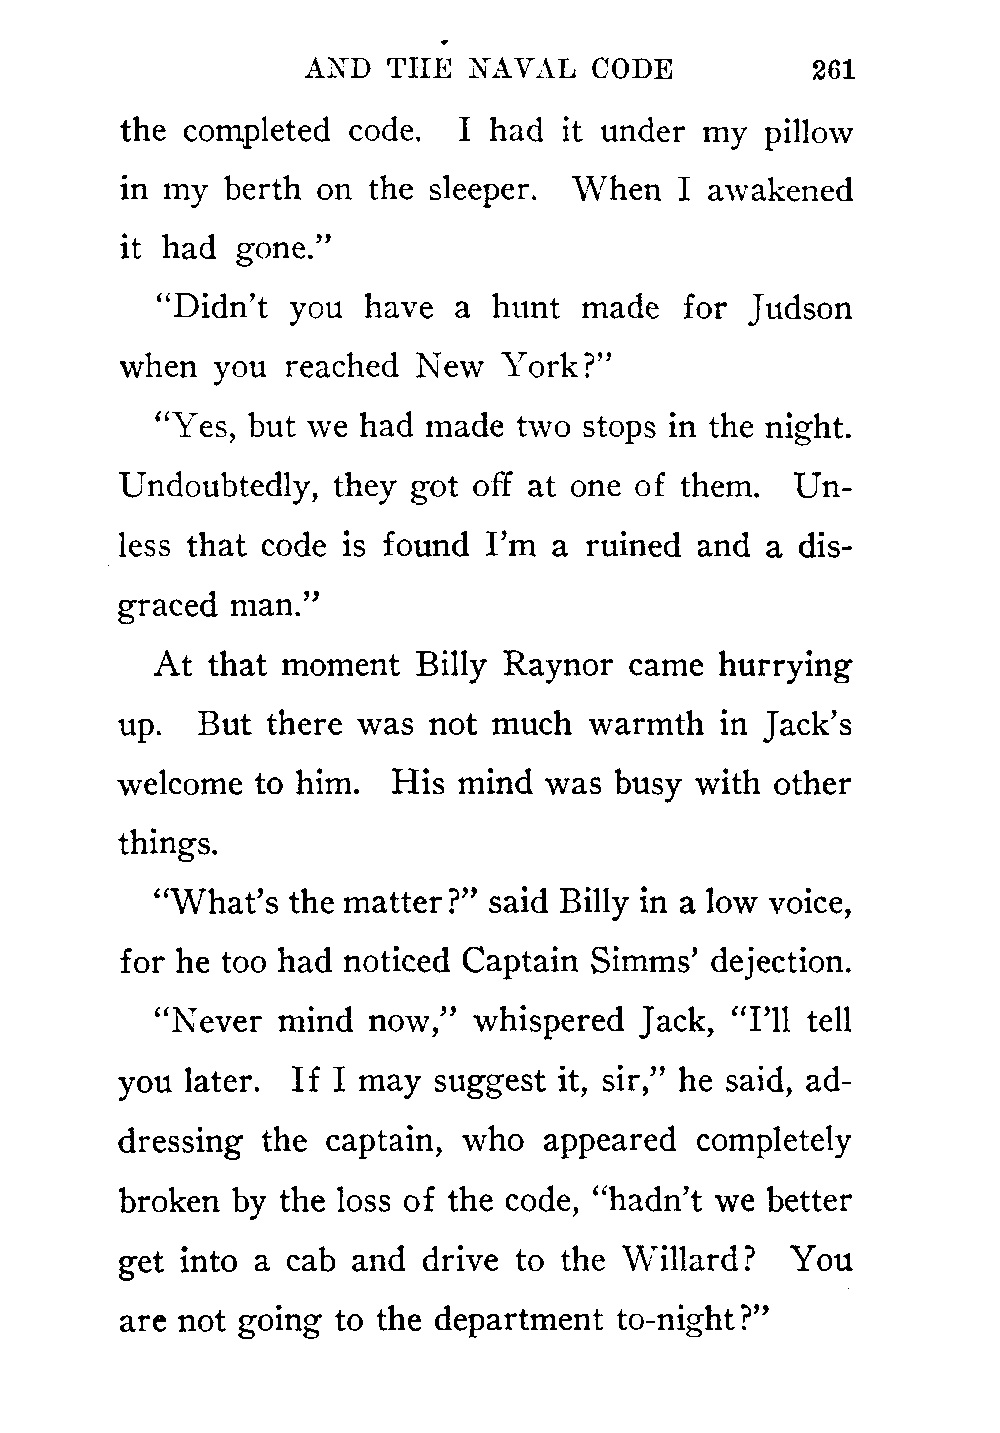 AND THE NAVAL CODE 261
the completed code. I had it under my pillow
in my berth on the sleeper. When I awakened
it had gone.”
“Didn’t you have a hunt made for Judson
when you reached New York?”
“Yes, but we had made two stops in the night.
Undoubtedly, they got off at one of them. Un-
less that code is found I’m a ruined and a dis-
graced man.”
At that moment Billy Raynor came hurrying
up. But there was not much warmth in Jack’s
welcome to him. His mind was busy with other
things.
“What’s the matter?” said Billy in a low voice,
for he too had noticed Captain Simms’ dejection.
“Never mind now,” whispered Jack, “I’ll tell
you later. If I may suggest it, sir,” he said, ad-
dressing the captain, who appeared completely
broken by the loss of the code, “hadn’t we better
get into a cab and drive to the Willard? You
are not going to the department to-night?”